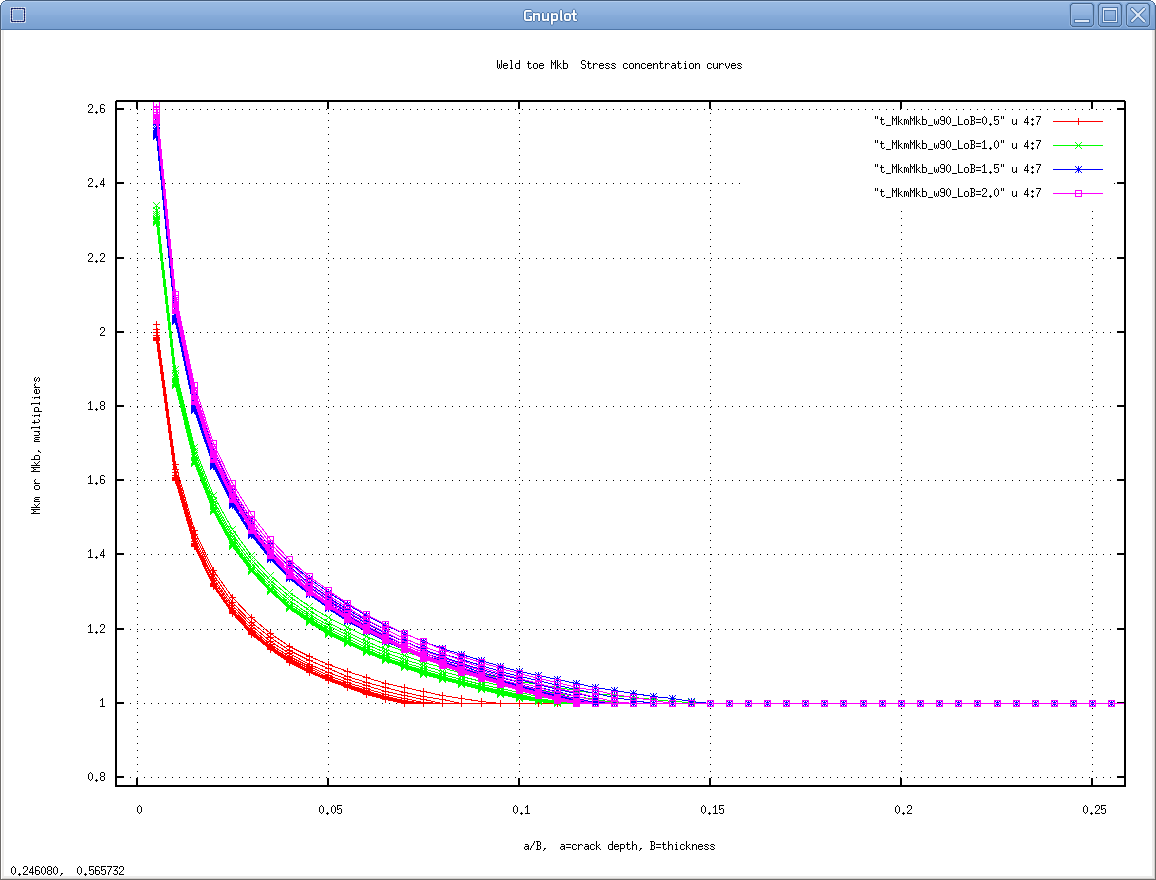 Gnuplot
Weld toe Mkb  Stress concentration curves
"t_MkmMkb_w90_LoB=0.5" u 4:7
"t_MkmMkb_w90_LoB=1.0" u 4:7
"t_MkmMkb_w90_LoB=1.5" u 4:7
"t_MkmMkb_w90_LoB=2.0" u 4:7
2.6
2.4
2.2
2
1.8
1.6
1.4
1.2
1
0.8
Mkm or Mkb, multipliers
0 0.05 0.1 0.15 0.2 0.25
a/B,  a=crack depth, B=thickness
0.246080,  0.565732